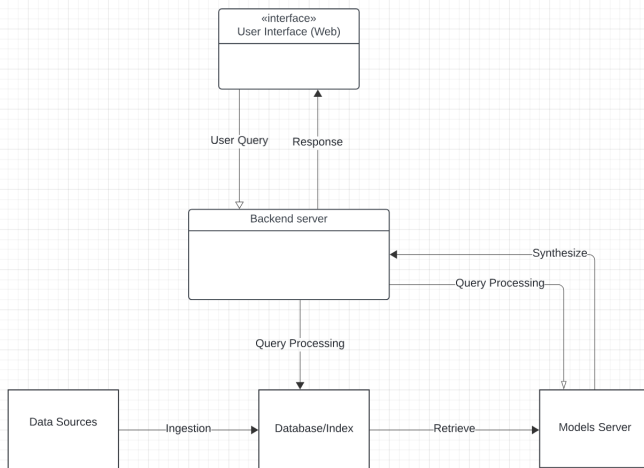 «interface»
User Interface (Web)
User Query
Response
Backend server
Synthesize
Query Processing
Query Processing
Data Sources
Ingestion
Database/Index
Retrieve
Models Server